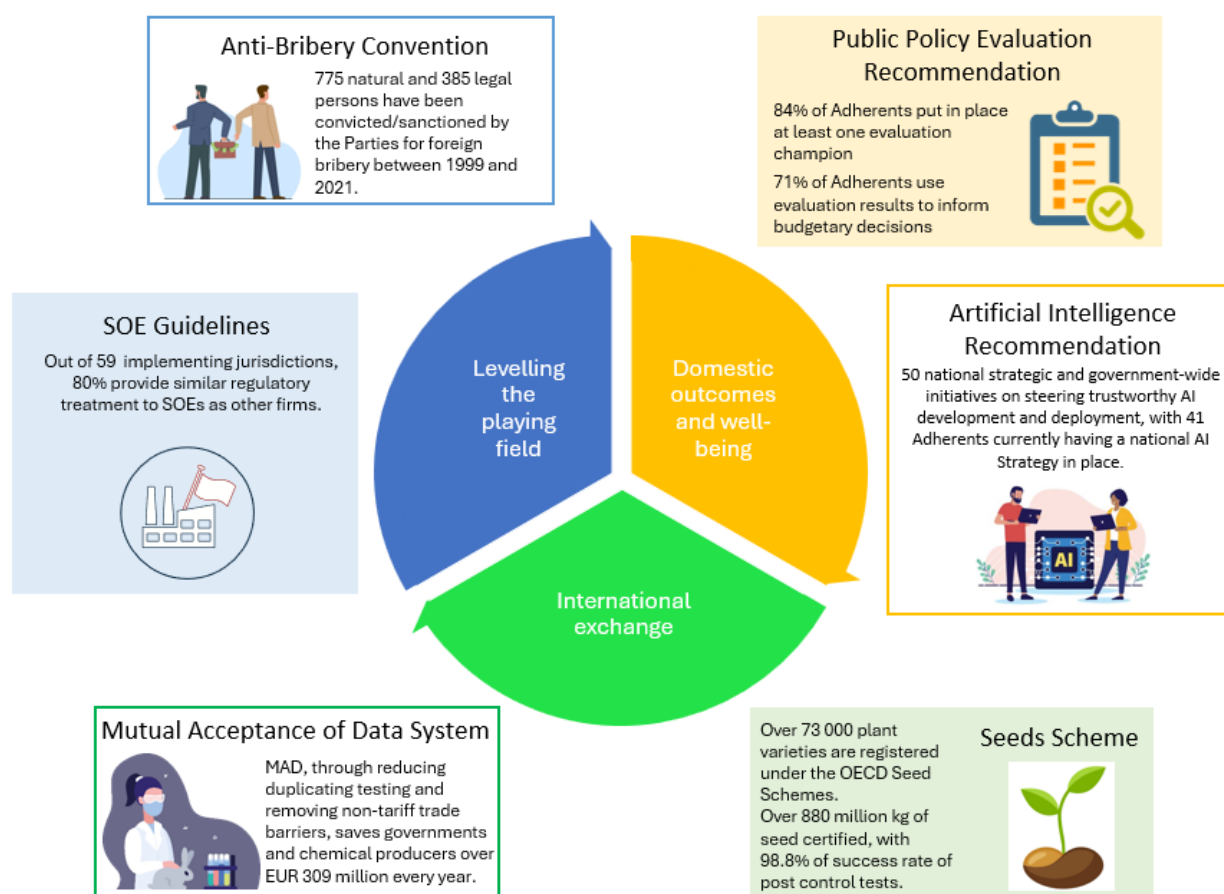 Anti-Bribery Convention
775 natural and 385 legal
persons have been
convicted/sanctioned by
the Parties for foreign
bribery between 1999 and
2021.
Public Policy Evaluation
Recommendation
84% of Adherents put in place
at least one evaluation
champion
71% of Adherents use
evaluation results to inform
budgetary decisions
SOE Guidelines
Out of 59 implementing jurisdictions,
80% provide similar regulatory
treatment to SOEs as other firms.
Levelling
the
playing
field
Domestic
outcomes
and well-
being
International
exchange
Artificial Intelligence
Recommendation
50 national strategic and government-wide
initiatives on steering trustworthy AI
development and deployment, with 41
Adherents currently having a national AI
Strategy in place.
AI
Mutual Acceptance of Data System
MAD, through reducing
duplicating testing and
removing non-tariff trade
barriers, saves governments
and chemical producers over
EUR 309 million every year.
Seeds Scheme
Over 73 000 plant
varieties are registered
under the OECD Seed
Schemes.
Over 880 million kg of
seed certified, with
98.8% of success rate of
post control tests.